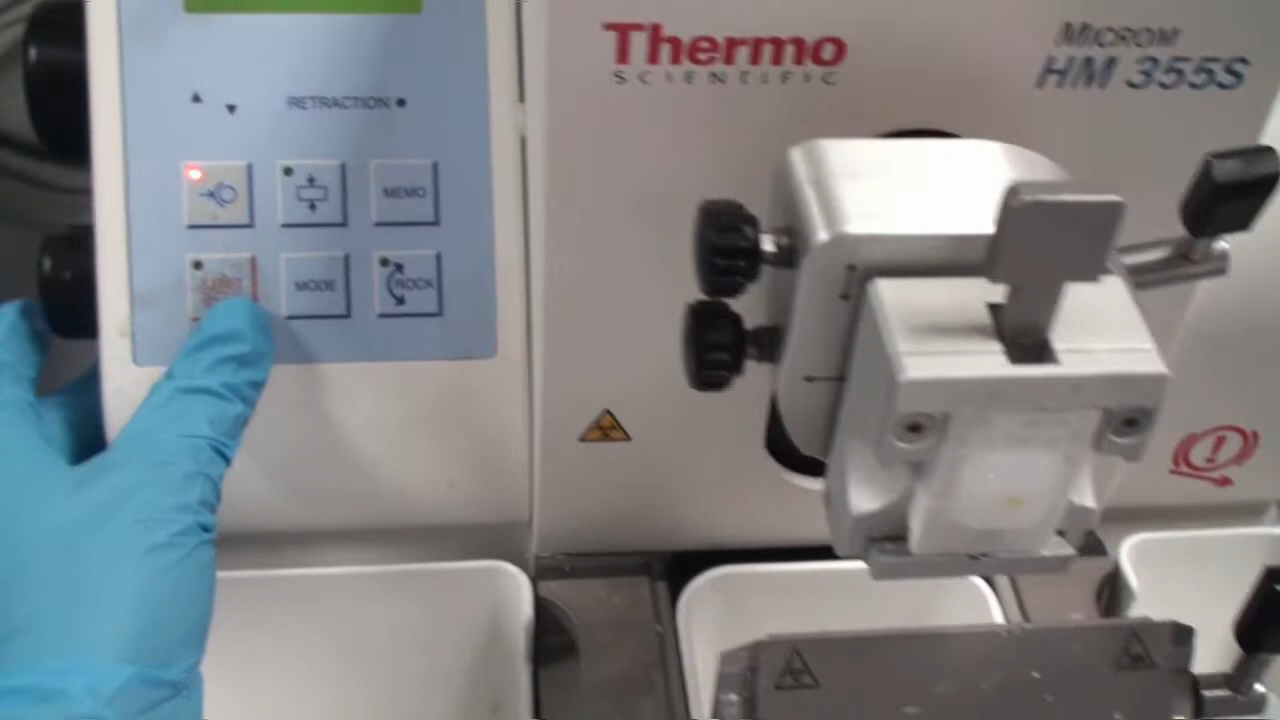 Thermo
SCIENTIFIC
MICROM
HM 355S
RETRACTION
MEMO
MODE
ROCK